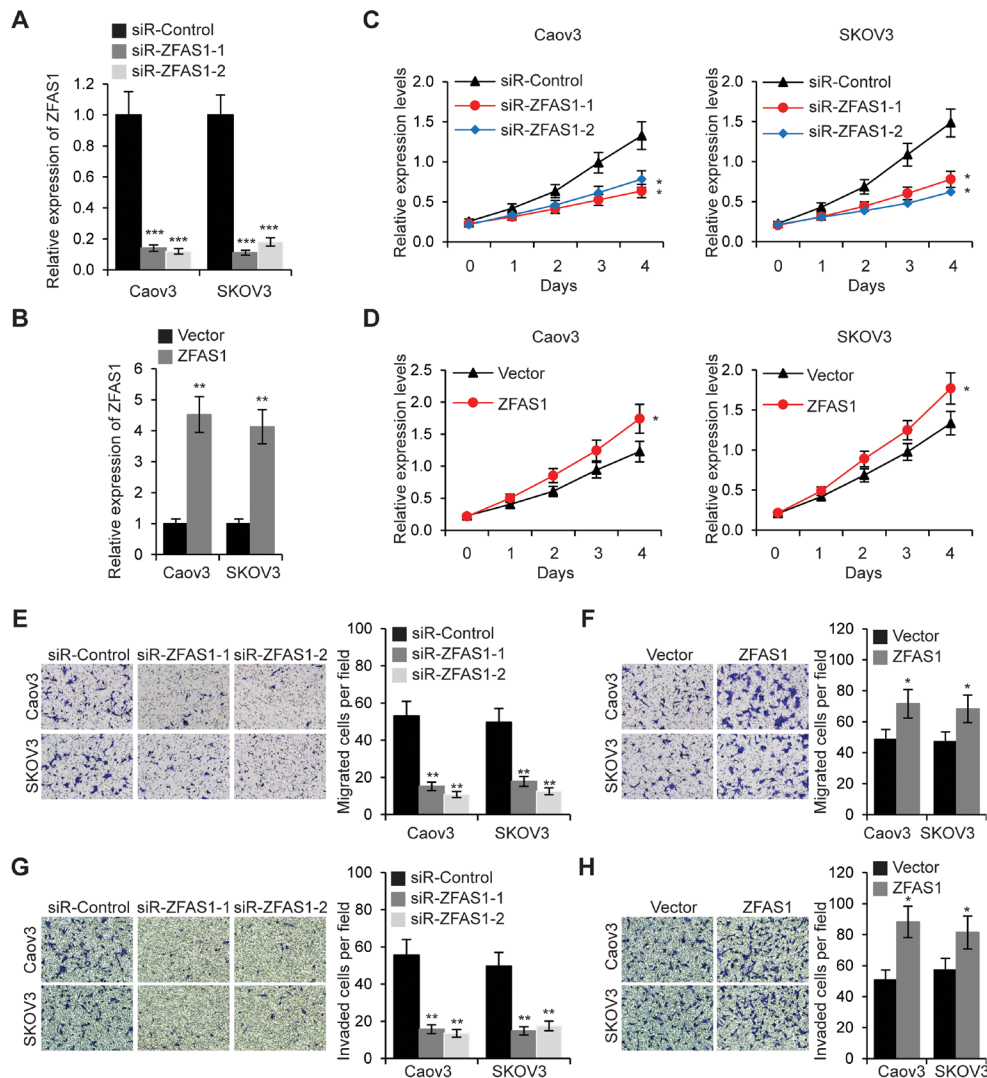 A
siR-Control
siR-ZFAS1-1
siR-ZFAS1-2
Relative expression of ZFAS1
1.2
1.0
0.8
0.6
0.4
0.2
0.0
*** *** *** ***
Caov3 SKOV3
B
Vector
ZFAS1
Relative expression of ZFAS1
6
5
4
3
2
1
0
** **
Caov3 SKOV3
C
Caov3
siR-Control
siR-ZFAS1-1
siR-ZFAS1-2
Relative expression levels
2.0
1.5
1.0
0.5
0.0
*
*
0 1 2 3 4
Days
SKOV3
siR-Control
siR-ZFAS1-1
siR-ZFAS1-2
Relative expression levels
2.0
1.5
1.0
0.5
0.0
*
*
0 1 2 3 4
Days
D
Caov3
Vector
ZFAS1
Relative expression levels
2.0
1.5
1.0
0.5
0.0
*
0 1 2 3 4
Days
SKOV3
Vector
ZFAS1
Relative expression levels
2.0
1.5
1.0
0.5
0.0
*
0 1 2 3 4
Days
E
siR-Control siR-ZFAS1-1 siR-ZFAS1-2
Caov3
SKOV3
siR-Control
siR-ZFAS1-1
siR-ZFAS1-2
Migrated cells per field
100
80
60
40
20
0
** ** ** **
Caov3 SKOV3
F
Vector ZFAS1
Caov3
SKOV3
Vector
ZFAS1
Migrated cells per field
120
100
80
60
40
20
0
* *
Caov3 SKOV3
G
siR-Control siR-ZFAS1-1 siR-ZFAS1-2
Caov3
SKOV3
siR-Control
siR-ZFAS1-1
siR-ZFAS1-2
Invaded cells per field
100
80
60
40
20
0
** ** ** **
Caov3 SKOV3
H
Vector ZFAS1
Caov3
SKOV3
Vector
ZFAS1
Invaded cells per field
120
100
80
60
40
20
0
* *
Caov3 SKOV3